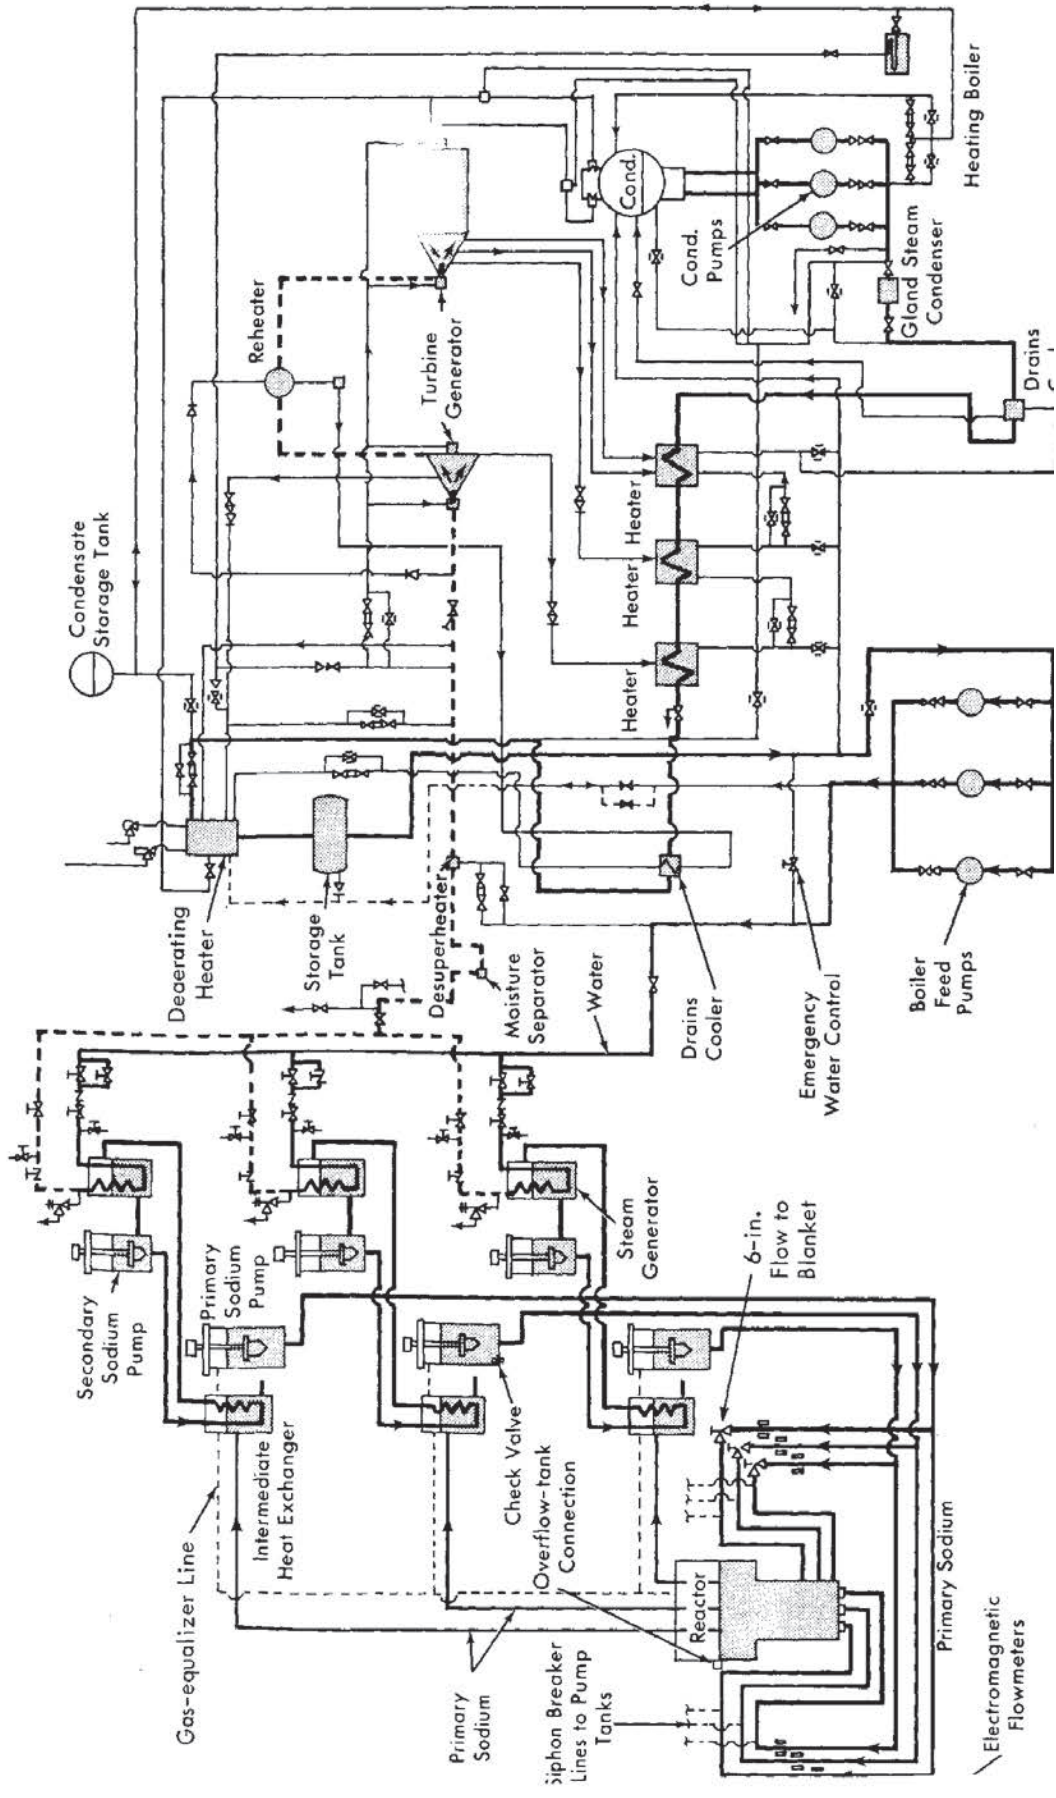 Condensate
Storage Tank
Reheater
Turbine
Generator
Cond.
Cond.
Pumps
Gland Steam
Condenser
Heating Boiler
Drains
Heater
Heater
Heater
Deaerating
Heater
Storage
Tank
Desuperheater
Moisture
Separator
Water
Drains
Cooler
Emergency
Water Control
Boiler
Feed
Pumps
Secondary
Sodium
Pump
Primary
Sodium
Pump
Steam
Generator
6-in.
Flow to
Blanket
Gas-equalizer Line
Intermediate
Heat Exchanger
Check Valve
Overflow-tank
Connection
Primary
Sodium
Reactor
Siphon Breaker
Lines to Pump
Tanks
Primary Sodium
Electromagnetic
Flowmeters